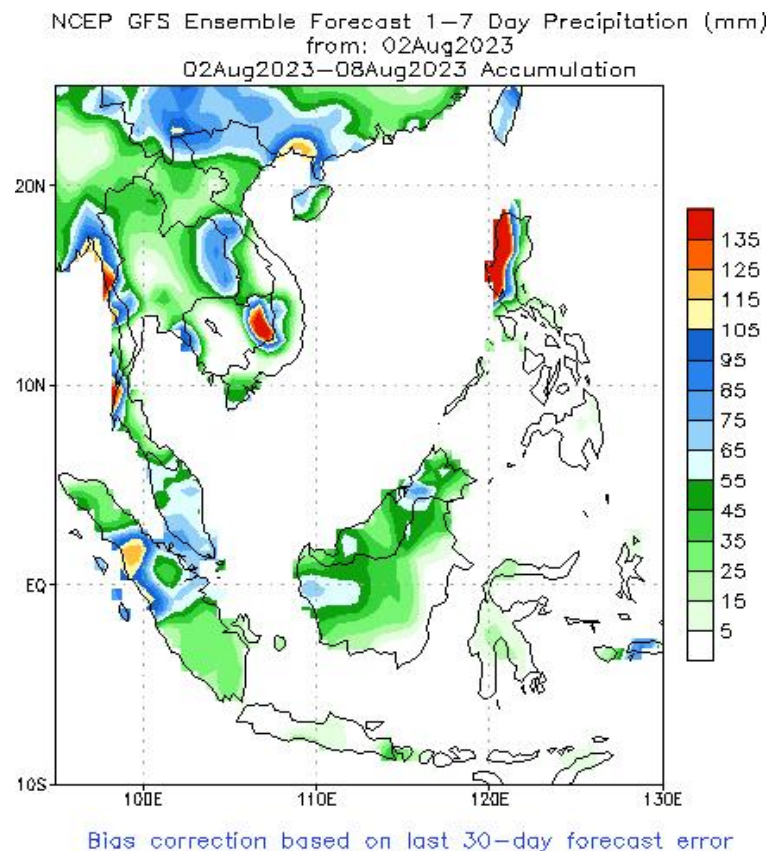 NCEP GFS Ensemble Forecast 1-7 Day Precipitation (mm)
from: 02Aug2023
02Aug2023-08Aug2023 Accumulation
20N
10N
EQ
10S
100E
110E
120E
130E
135
125
115
105
95
85
75
65
55
45
35
25
15
5
Bias correction based on last 30-day forecast error